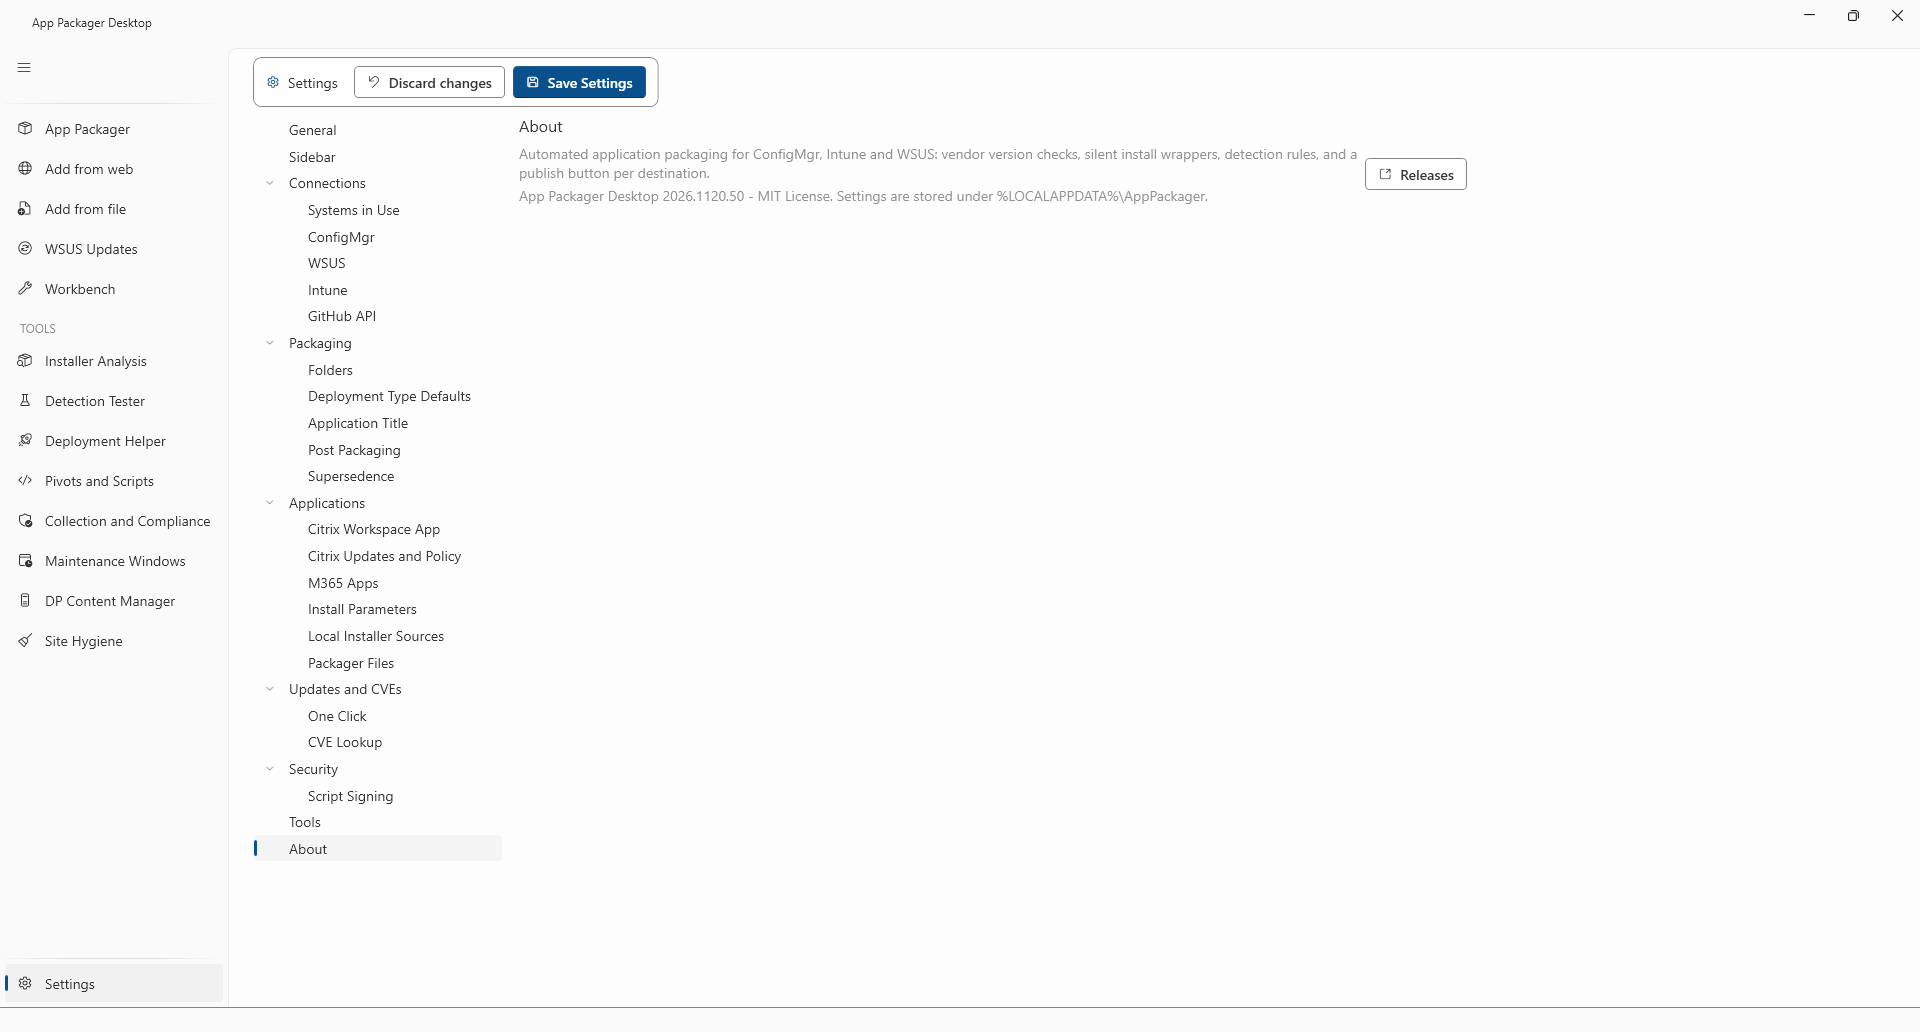 App Packager Desktop
Settings
Discard changes
Save Settings
App Packager
Add from web
Add from file
WSUS Updates
Workbench
TOOLS
Installer Analysis
Detection Tester
Deployment Helper
Pivots and Scripts
Collection and Compliance
Maintenance Windows
DP Content Manager
Site Hygiene
Settings
General
Sidebar
Connections
Systems in Use
ConfigMgr
WSUS
Intune
GitHub API
Packaging
Folders
Deployment Type Defaults
Application Title
Post Packaging
Supersedence
Applications
Citrix Workspace App
Citrix Updates and Policy
M365 Apps
Install Parameters
Local Installer Sources
Packager Files
Updates and CVEs
One Click
CVE Lookup
Security
Script Signing
Tools
About
About
Automated application packaging for ConfigMgr, Intune and WSUS: vendor version checks, silent install wrappers, detection rules, and a
publish button per destination.
App Packager Desktop 2026.1120.50 - MIT License. Settings are stored under %LOCALAPPDATA%\AppPackager.
Releases